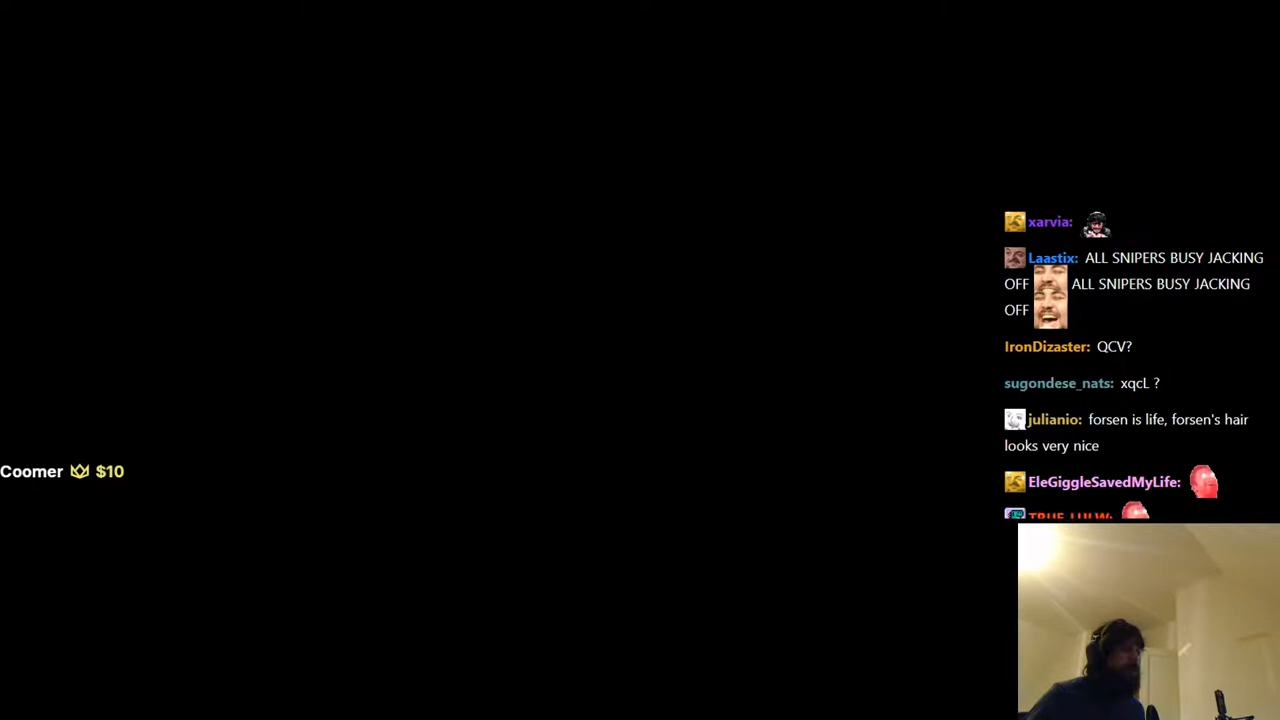 xarvia:
Laastix: ALL SNIPERS BUSY JACKING
OFF ALL SNIPERS BUSY JACKING
OFF
IronDizaster: QCV?
sugondese_nats: xqcL ?
julianio: forsen is life, forsen's hair
looks very nice
Coomer $10
EleGiggleSavedMyLife:
TRUE_LULW: